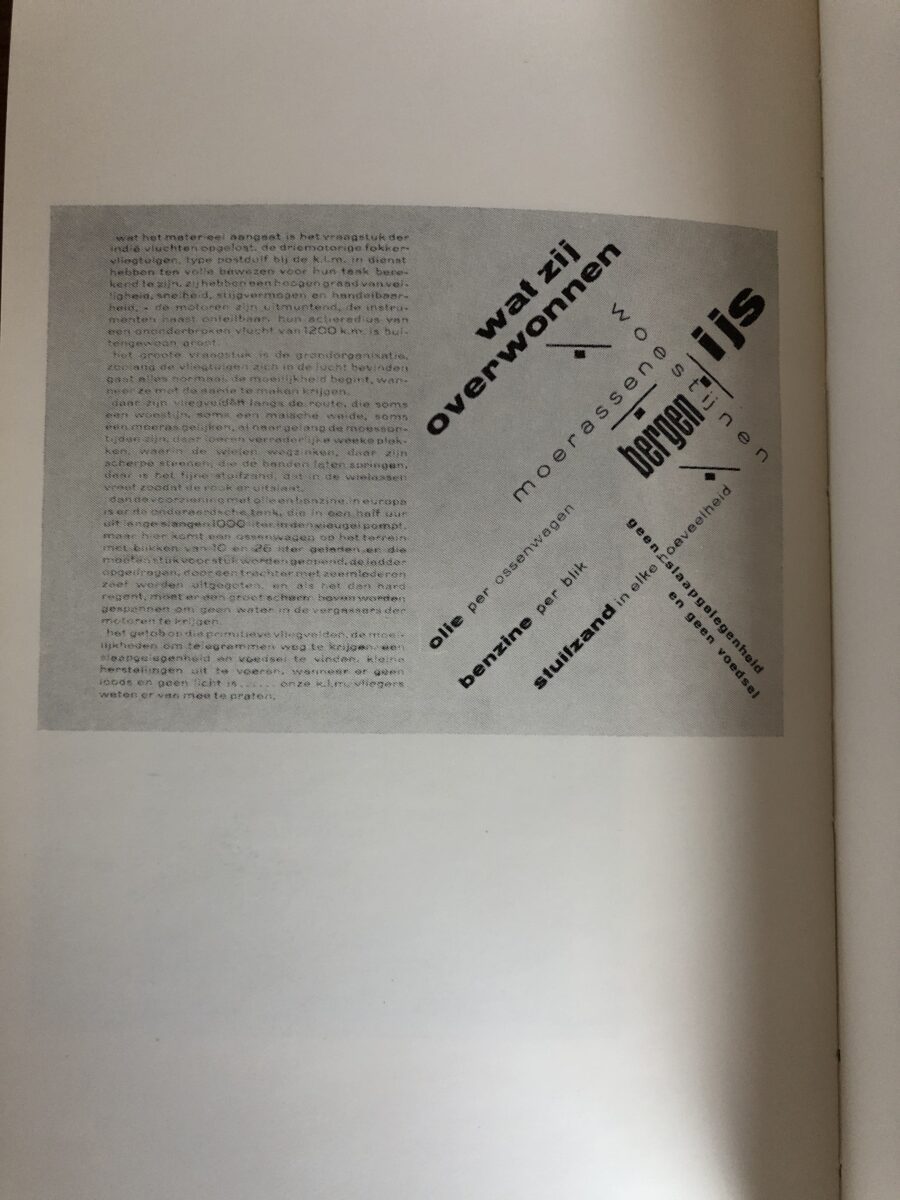 wat het materieel aangaat is het vraagstuk der
indië vluchten opgelost. de driemotorige fokker-
vliegtuigen, type postduif bij de k.l.m. in dienst
hebben ten volle bewezen voor hun taak bere-
kend te zijn. zij hebben een hoogen graad van vei-
ligheid, snelheid, stijgvermogen en handelbaar-
heid, - de motoren zijn uitmuntend, de instru-
menten haast onfeilbaar. hun actieradius van
een ononderbroken vlucht van 1200 k.m. is bui-
tengewoon groot.
het groote vraagstuk is de grondorganisatie,
zoolang de vliegtuigen zich in de lucht bevinden
gaat alles normaal, de moeilijkheid begint, wan-
neer ze met de aarde te maken krijgen.
daar zijn vliegvelden langs de route, die soms
een woestijn, soms een malsche weide, soms
een moeras gelijken, al naar gelang de moesson-
tijden zijn, daar loeren verraderlijke weeke plek-
ken, waarin de wielen wegzinken, daar zijn
scherpe steenen, die de banden laten springen,
daar is het fijne stuifzand, dat in de wielassen
vreet zoodat de rook er uitslaat.
dan de voorziening met olie en benzine. in europa
is er de onderaardsche tank, die in een half uur
uit lange slangen 1000 liter in den vleugel pompt,
maar hier komt een ossenwagen op het terrein
met blikken van 10 en 26 liter geladen en die
moeten stuk voor stuk worden geopend, de ladder
opgedragen, door een trachter met zeemlederen
zeef worden uitgegoten, en als het dan hard
regent, moet er een groot scherm boven worden
gespannen om geen water in de vergassers der
motoren te krijgen.
het getob op die primitieve vliegvelden, de moei-
lijkheden om telegrammen weg te krijgen, een
slaapgelegenheid en voedsel te vinden, kleine
herstellingen uit te voeren, wanneer er geen
loods en geen licht is...... onze k.l.m. vliegers
weten er van mee te praten.
wat zij
overwonnen
woestijnen
ijs
moerassen
bergen
olie per ossenwagen
benzine per blik
stuifzand in elke hoeveelheid
geen slaapgelegenheid
en geen voedsel